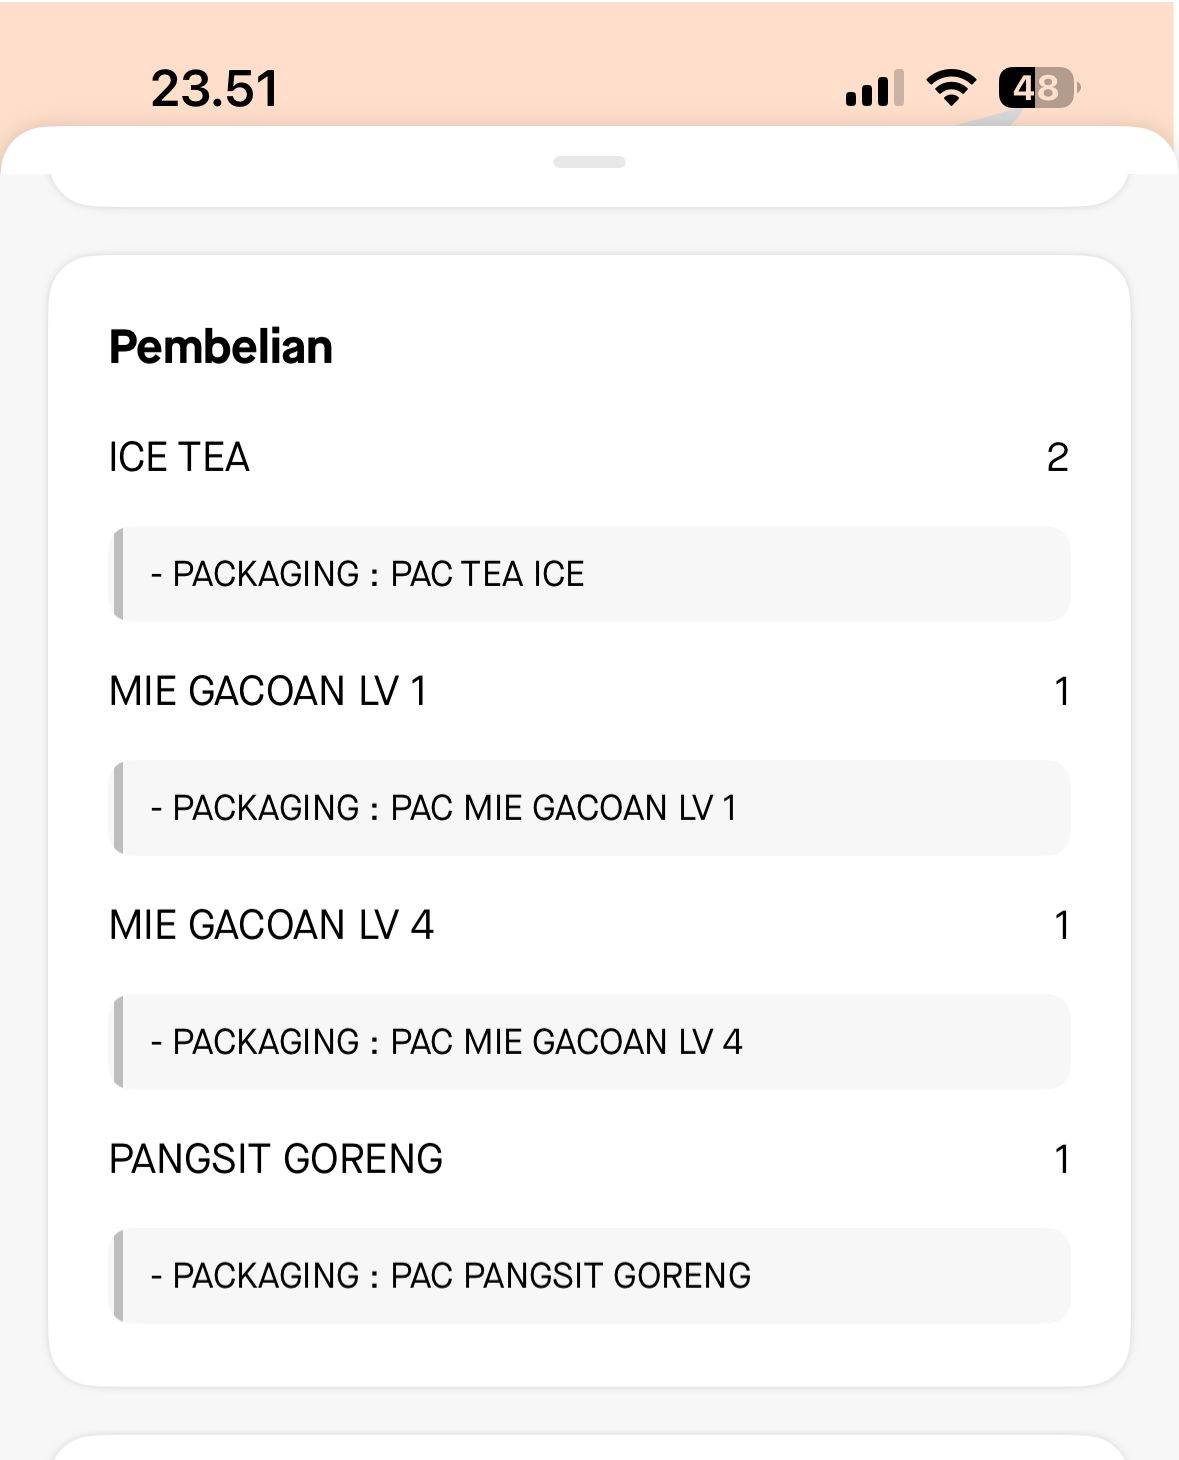 23.51
48
Pembelian
ICE TEA 2
- PACKAGING : PAC TEA ICE
MIE GACOAN LV 1 1
- PACKAGING : PAC MIE GACOAN LV 1
MIE GACOAN LV 4 1
- PACKAGING : PAC MIE GACOAN LV 4
PANGSIT GORENG 1
- PACKAGING : PAC PANGSIT GORENG